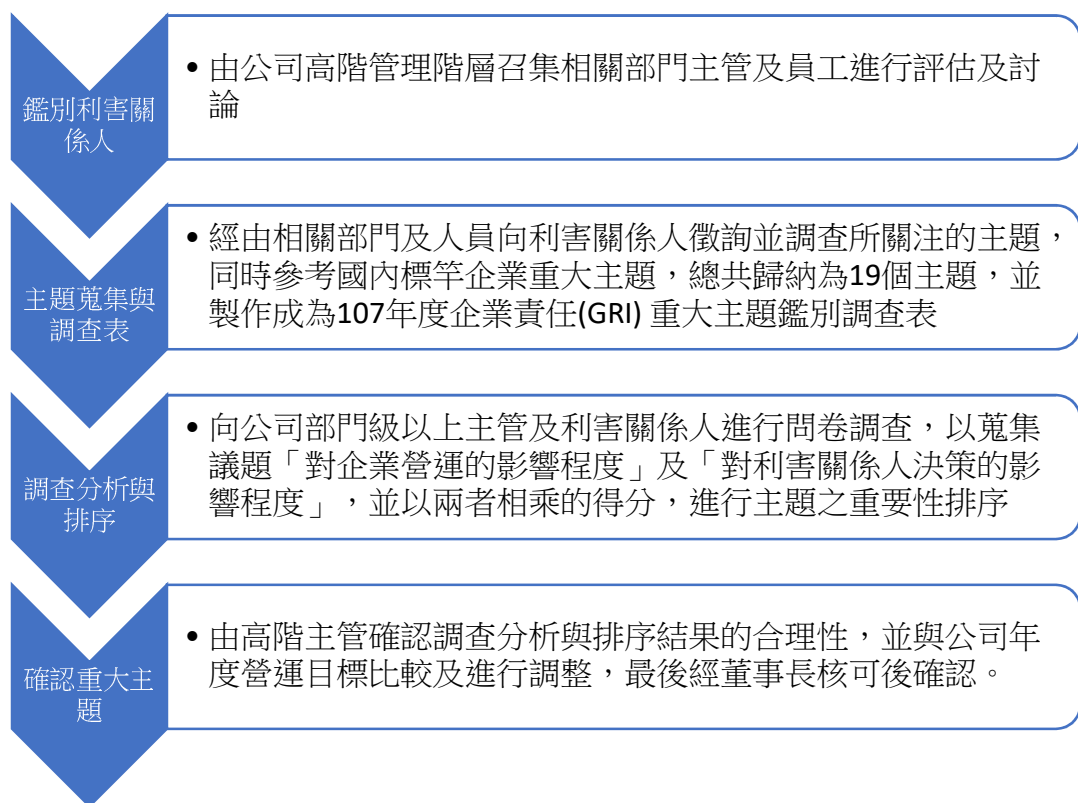 鑑別利害關
係人
• 由公司高階管理階層召集相關部門主管及員工進行評估及討
論
主題蒐集與
調查表
• 經由相關部門及人員向利害關係人徵詢並調查所關注的主題，
同時參考國內標竿企業重大主題，總共歸納為19個主題，並
製作成為107年度企業責任(GRI) 重大主題鑑別調查表
調查分析與
排序
• 向公司部門級以上主管及利害關係人進行問卷調查，以蒐集
議題「對企業營運的影響程度」及「對利害關係人決策的影
響程度」，並以兩者相乘的得分，進行主題之重要性排序
確認重大主
題
• 由高階主管確認調查分析與排序結果的合理性，並與公司年
度營運目標比較及進行調整，最後經董事長核可後確認。